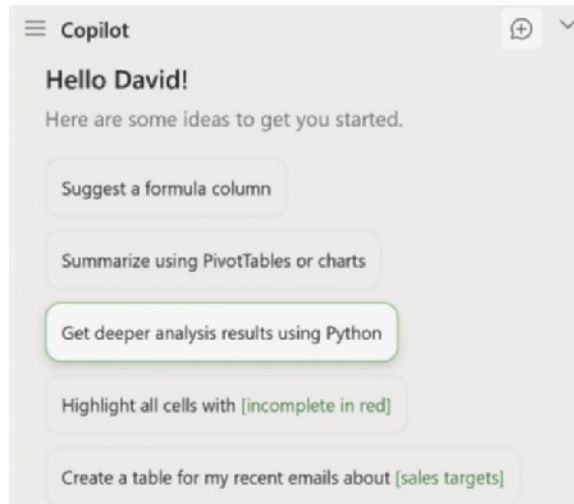 Copilot
Hello David!
Here are some ideas to get you started.
Suggest a formula column
Summarize using PivotTables or charts
Get deeper analysis results using Python
Highlight all cells with [incomplete in red]
Create a table for my recent emails about [sales targets]